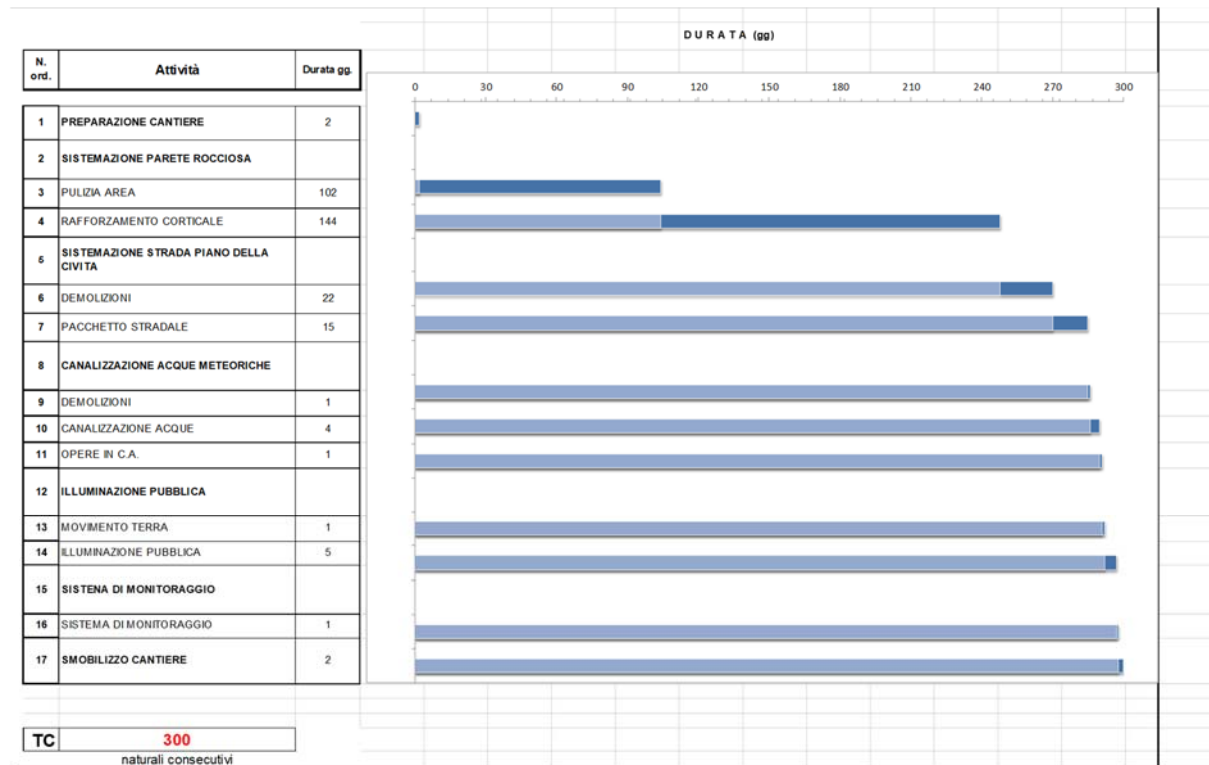 DURATA (gg)
N. ord. Attività Durata gg.
0 30 60 90 120 150 180 210 240 270 300
1 PREPARAZIONE CANTIERE 2
2 SISTEMAZIONE PARETE ROCCIOSA
3 PULIZIA AREA 102
4 RAFFORZAMENTO CORTICALE 144
5 SISTEMAZIONE STRADA PIANO DELLA
CIVITA
6 DEMOLIZIONI 22
7 PACCHETTO STRADALE 15
8 CANALIZZAZIONE ACQUE METEORICHE
9 DEMOLIZIONI 1
10 CANALIZZAZIONE ACQUE 4
11 OPERE IN C.A. 1
12 ILLUMINAZIONE PUBBLICA
13 MOVIMENTO TERRA 1
14 ILLUMINAZIONE PUBBLICA 5
15 SISTENA DI MONITORAGGIO
16 SISTEMA DI MONITORAGGIO 1
17 SMOBILIZZO CANTIERE 2
TC 300
naturali consecutivi